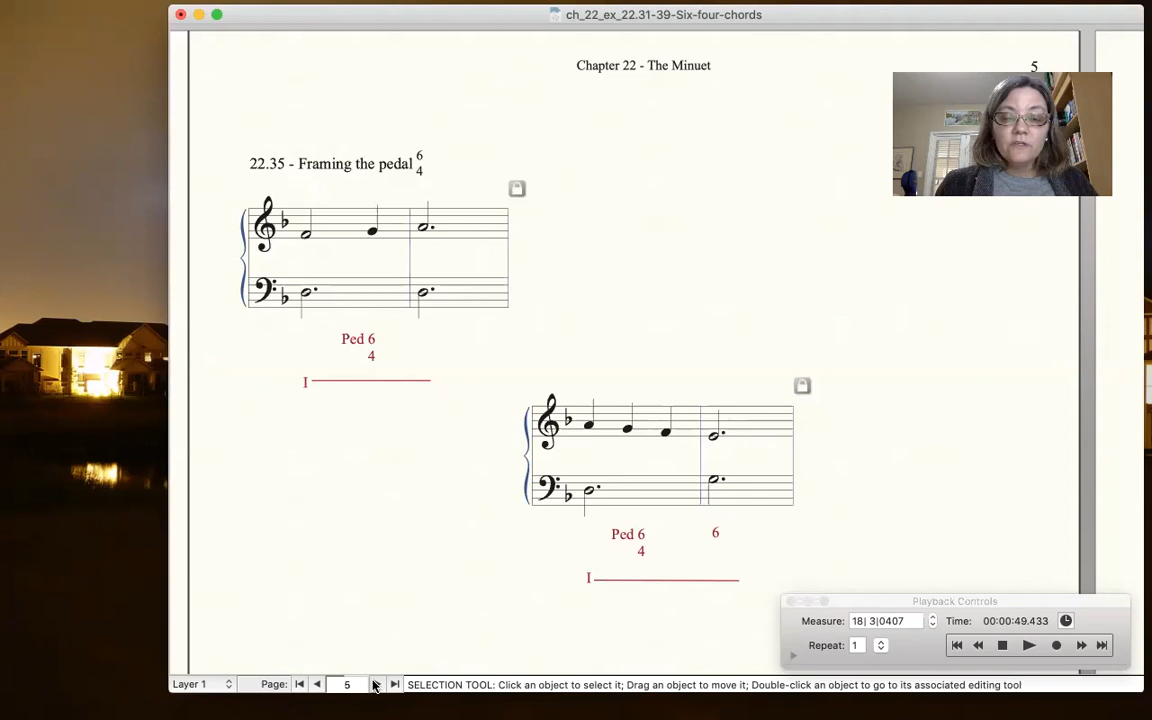 ch_22_ex_22.31-39-Six-four-chords
Chapter 22 - The Minuet
5
22.35 - Framing the pedal 6
4
Ped 6
4
I
Ped 6
4
6
I
Playback Controls
Measure: 18| 3|0407 Time: 00:00:49.433
Repeat: 1
Layer 1 Page: 5 SELECTION TOOL: Click an object to select it; Drag an object to move it; Double-click an object to go to its associated editing tool